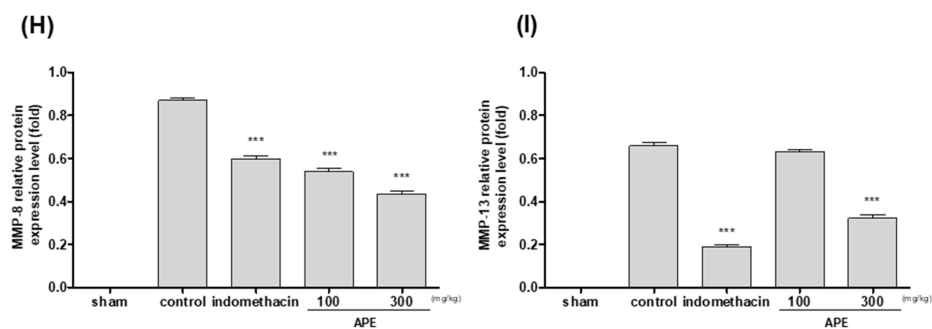 (H)
MMP-8 relative protein
expression level (fold)
1.0
0.8
0.6
0.4
0.2
0.0
***
***
***
sham control indomethacin 100 300 (mg/kg)
APE
(I)
MMP-13 relative protein
expression level (fold)
1.0
0.8
0.6
0.4
0.2
0.0
***
***
sham control indomethacin 100 300 (mg/kg)
APE